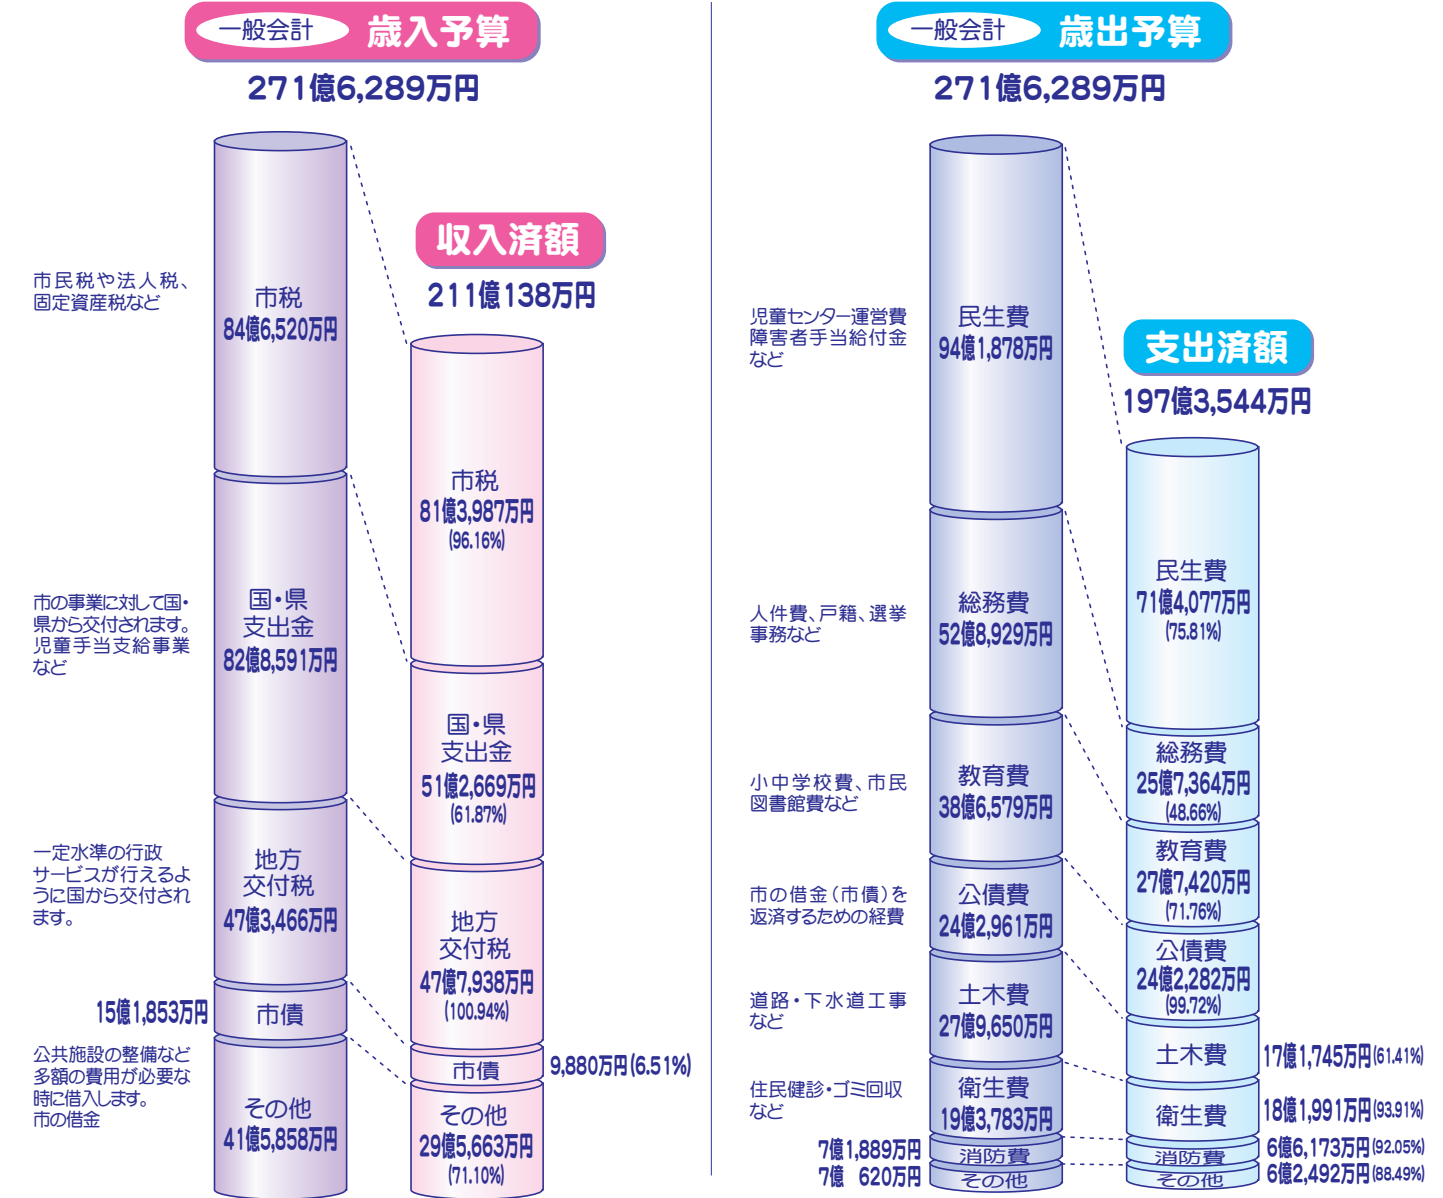 一般会計 歳入予算
271億6,289万円
収入済額
211億138万円
市民税や法人税、
固定資産税など
市税
84億6,520万円
市税
81億3,987万円
(96.16%)
市の事業に対して国・
県から交付されます。
児童手当支給事業
など
国・県
支出金
82億8,591万円
国・県
支出金
51億2,669万円
(61.87%)
一定水準の行政
サービスが行えるよ
うに国から交付され
ます。
地方
交付税
47億3,466万円
地方
交付税
47億7,938万円
(100.94%)
15億1,853万円
市債
市債
9,880万円(6.51%)
公共施設の整備など
多額の費用が必要な
時に借入します。
市の借金
その他
41億5,858万円
その他
29億5,663万円
(71.10%)
一般会計 歳出予算
271億6,289万円
支出済額
197億3,544万円
児童センター運営費
障害者手当給付金
など
民生費
94億1,878万円
民生費
71億4,077万円
(75.81%)
人件費、戸籍、選挙
事務など
総務費
52億8,929万円
総務費
25億7,364万円
(48.66%)
小中学校費、市民
図書館費など
教育費
38億6,579万円
教育費
27億7,420万円
(71.76%)
市の借金(市債)を
返済するための経費
公債費
24億2,961万円
公債費
24億2,282万円
(99.72%)
道路・下水道工事
など
土木費
27億9,650万円
土木費
17億1,745万円(61.41%)
住民健診・ゴミ回収
など
衛生費
19億3,783万円
衛生費
18億1,991万円(93.91%)
7億1,889万円
消防費
消防費
6億6,173万円(92.05%)
7億 620万円
その他
その他
6億2,492万円(88.49%)